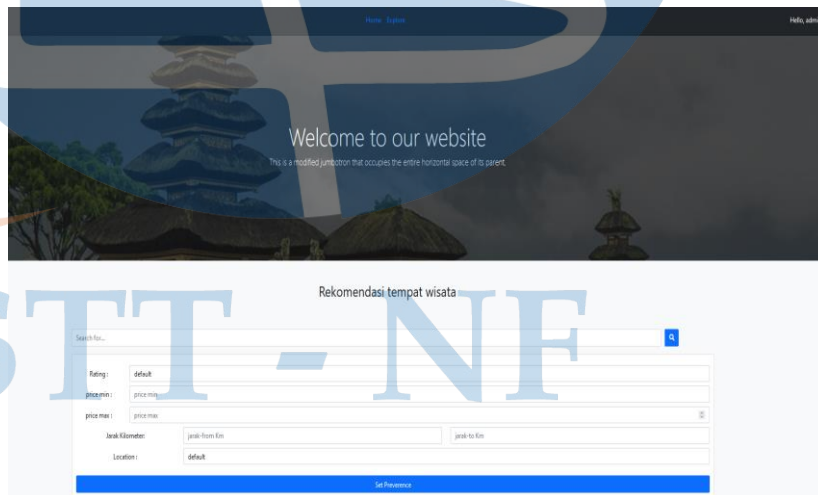 Home Explore
Hello, adm
Welcome to our website
This is a modified jumbotron that occupies the entire horizontal space of its parent.
Rekomendasi tempat wisata
STT - NF
Search for...
Rating : default
price min : price min
price max : price max
Jarak Kilometer: jarak-from Km jarak-to Km
Location : default
Set Preverence